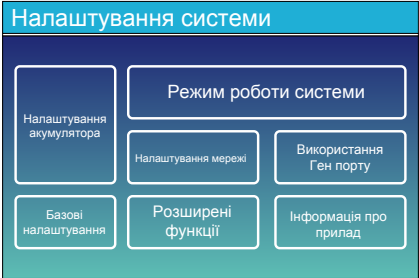 Налаштування системи
Налаштування
акумулятора
Режим роботи системи
Налаштування мережі
Використання
Ген порту
Базові
налаштування
Розширені
функції
Інформація про
прилад